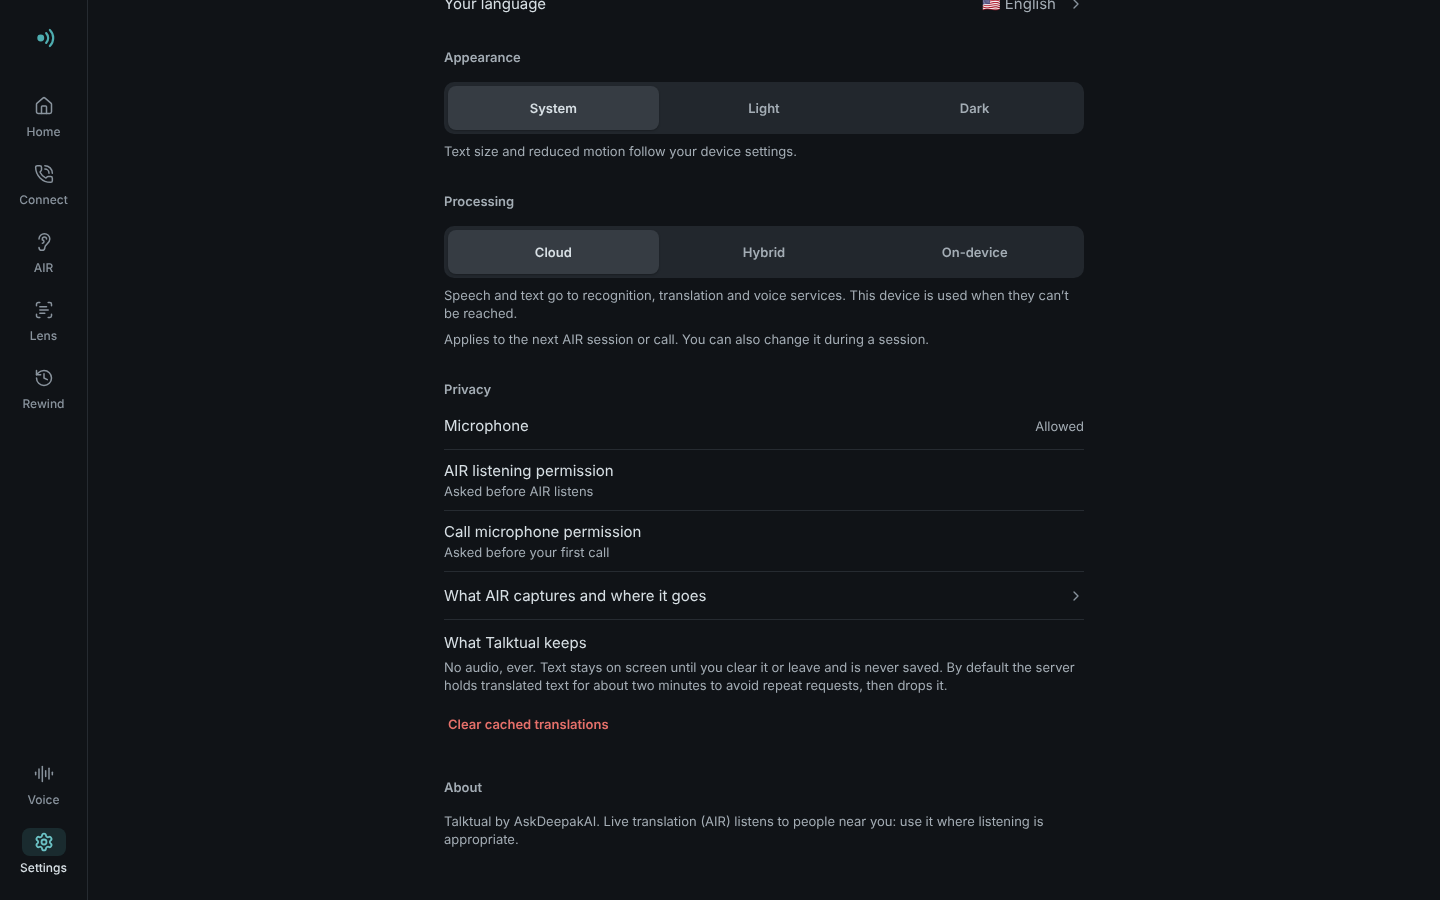 Your language
🇺🇸 English
Home
Connect
AIR
Lens
Rewind
Voice
Settings
Appearance
System
Light
Dark
Text size and reduced motion follow your device settings.
Processing
Cloud
Hybrid
On-device
Speech and text go to recognition, translation and voice services. This device is used when they can't
be reached.
Applies to the next AIR session or call. You can also change it during a session.
Privacy
Microphone
Allowed
AIR listening permission
Asked before AIR listens
Call microphone permission
Asked before your first call
What AIR captures and where it goes
What Talktual keeps
No audio, ever. Text stays on screen until you clear it or leave and is never saved. By default the server
holds translated text for about two minutes to avoid repeat requests, then drops it.
Clear cached translations
About
Talktual by AskDeepakAI. Live translation (AIR) listens to people near you: use it where listening is
appropriate.